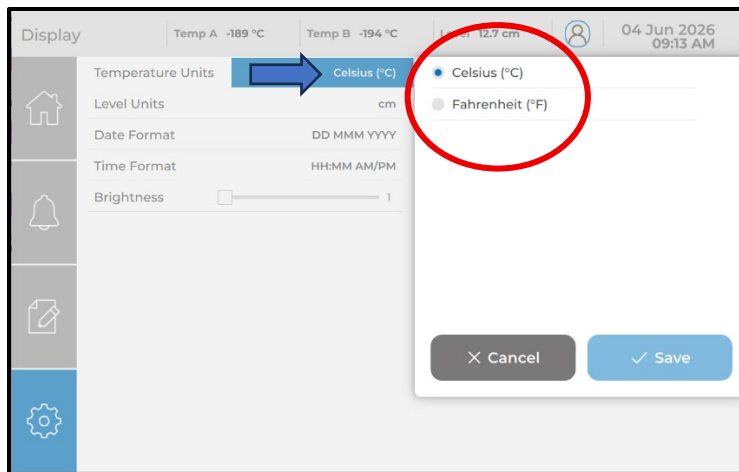 Display Temp A -189 °C Temp B -194 °C Level 12.7 cm 04 Jun 2026
09:13 AM
Temperature Units Celsius (°C)
Level Units cm
Date Format DD MMM YYYY
Time Format HH:MM AM/PM
Brightness 1
Celsius (°C)
Fahrenheit (°F)
Cancel
Save